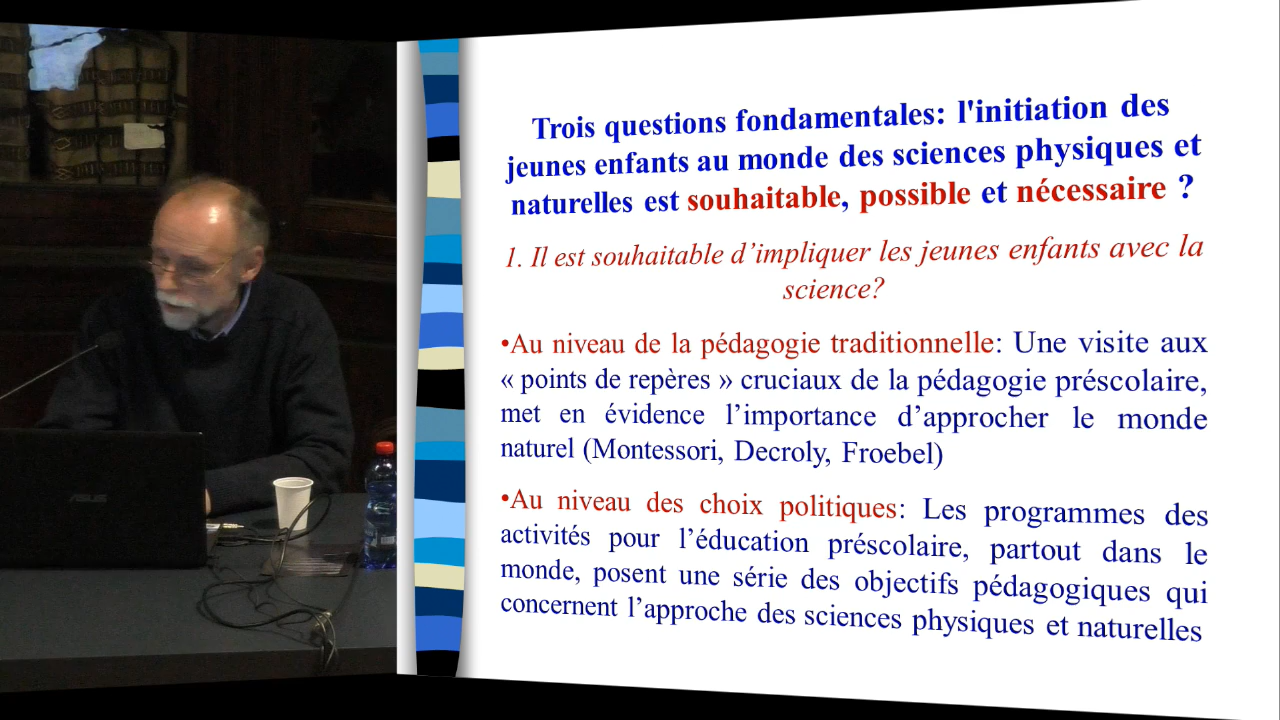 Trois questions fondamentales: l'initiation des
jeunes enfants au monde des sciences physiques et
naturelles est souhaitable, possible et nécessaire ?
1. Il est souhaitable d’impliquer les jeunes enfants avec la
science?
•Au niveau de la pédagogie traditionnelle: Une visite aux
« points de repères » cruciaux de la pédagogie préscolaire,
met en évidence l’importance d’approcher le monde
naturel (Montessori, Decroly, Froebel)
•Au niveau des choix politiques: Les programmes des
activités pour l’éducation préscolaire, partout dans le
monde, posent une série des objectifs pédagogiques qui
concernent l’approche des sciences physiques et naturelles
ASUS